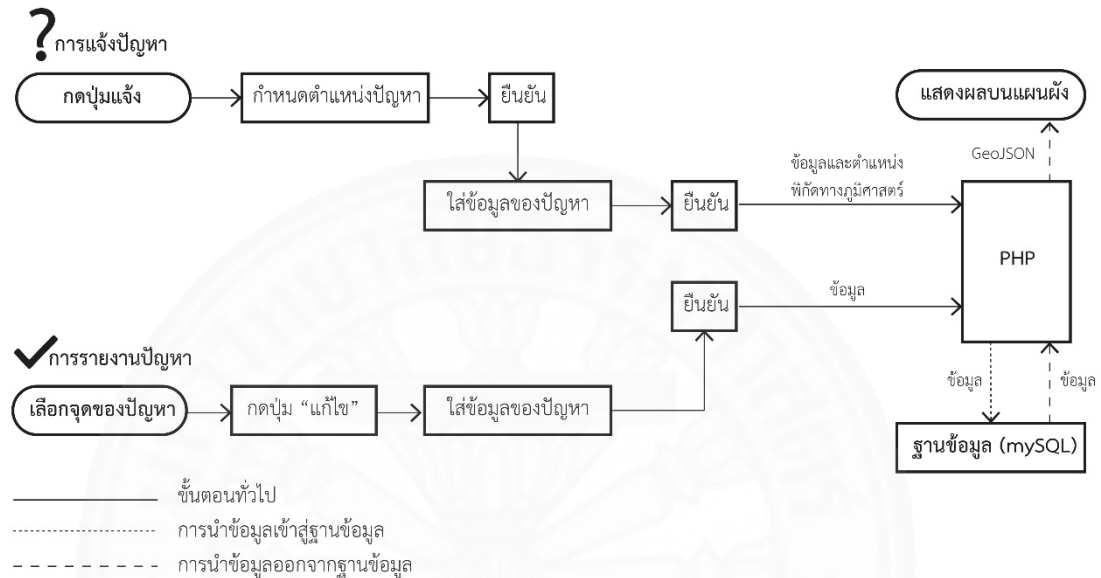 ?
การแจ้งปัญหา
กดปุ่มแจ้ง
กำหนดตำแหน่งปัญหา
ยืนยัน
แสดงผลบนแผนผัง
GeoJSON
ใส่ข้อมูลของปัญหา
ยืนยัน
ข้อมูลและตำแหน่ง
พิกัดทางภูมิศาสตร์
PHP
ยืนยัน
ข้อมูล
การรายงานปัญหา
เลือกจุดของปัญหา
กดปุ่ม “แก้ไข”
ใส่ข้อมูลของปัญหา
ข้อมูล
ข้อมูล
ฐานข้อมูล (mySQL)
ขั้นตอนทั่วไป
การนำข้อมูลเข้าสู่ฐานข้อมูล
การนำข้อมูลออกจากฐานข้อมูล